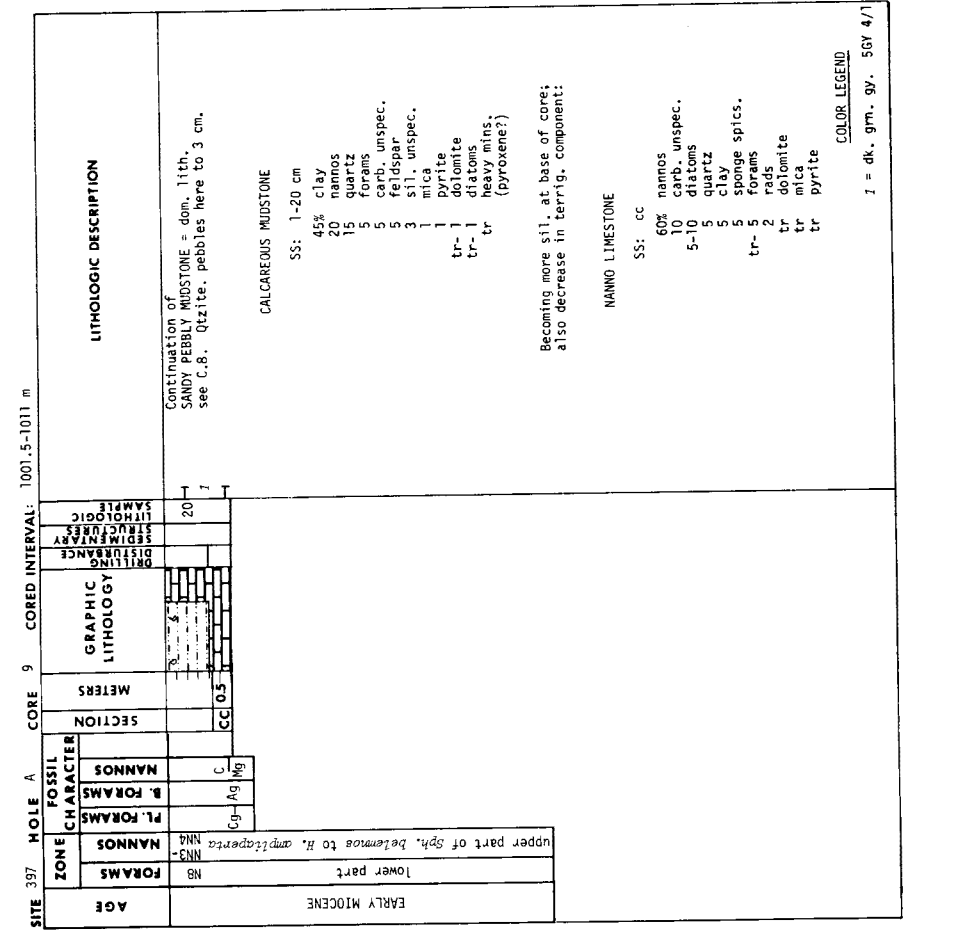 SITE 397 HOLE A CORE 9 CORED INTERVAL: 1001.5-1011 m
AGE
ZONE
FORAMS
NANNOS
FOSSIL CHARACTER
PL. FORAMS
B. FORAMS
NANNOS
SECTION
METERS
GRAPHIC LITHOLOGY
DRILLING DISTURBANCE
SEDIMENTARY STRUCTURES
LITHOLOGIC SAMPLE
LITHOLOGIC DESCRIPTION
EARLY MIOCENE
N8 lower part
NN3-
NN4 upper part of Sph. belemnos to H. ampliaperta
Cg- Ag C
Mg
CC 0.5
20
1
Continuation of
SANDY PEBBLY MUDSTONE = dom. lith.
see C.8. Qtzite. pebbles here to 3 cm.
CALCAREOUS MUDSTONE
SS: 1-20 cm
45% clay
20 nannos
15 quartz
5 forams
5 carb. unspec.
5 feldspar
3 sil. unspec.
1 mica
1 pyrite
tr- 1 dolomite
tr- 1 diatoms
tr heavy mins.
(pyroxene?)
Becoming more sil. at base of core;
also decrease in terrig. component:
NANNO LIMESTONE
SS: cc
60% nannos
10 carb. unspec.
5-10 diatoms
5 quartz
5 clay
5 sponge spics.
tr- 5 forams
2 rads
tr dolomite
tr mica
tr pyrite
COLOR LEGEND
1 = dk. grn. gy. 5GY 4/1